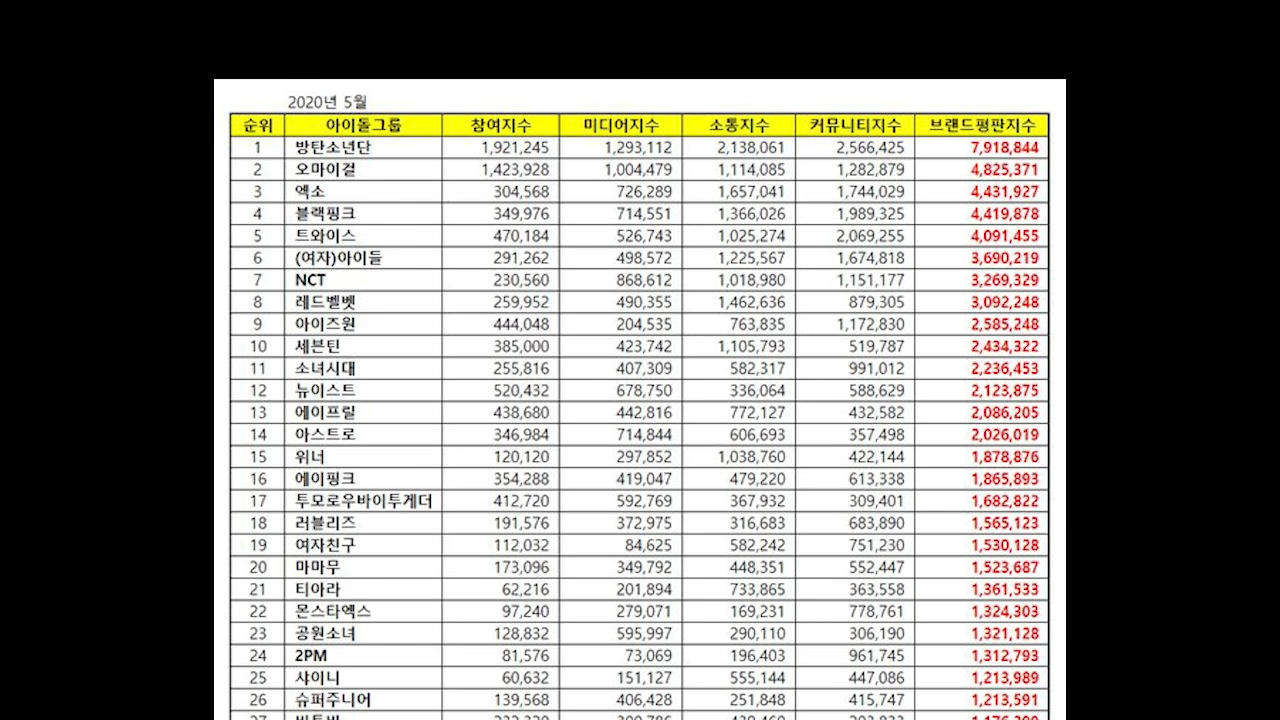 2020년 5월
순위 아이돌그룹 참여지수 미디어지수 소통지수 커뮤니티지수 브랜드평판지수
1 방탄소년단 1,921,245 1,293,112 2,138,061 2,566,425 7,918,844
2 오마이걸 1,423,928 1,004,479 1,114,085 1,282,879 4,825,371
3 엑소 304,568 726,289 1,657,041 1,744,029 4,431,927
4 블랙핑크 349,976 714,551 1,366,026 1,989,325 4,419,878
5 트와이스 470,184 526,743 1,025,274 2,069,255 4,091,455
6 (여자)아이들 291,262 498,572 1,225,567 1,674,818 3,690,219
7 NCT 230,560 868,612 1,018,980 1,151,177 3,269,329
8 레드벨벳 259,952 490,355 1,462,636 879,305 3,092,248
9 아이즈원 444,048 204,535 763,835 1,172,830 2,585,248
10 세븐틴 385,000 423,742 1,105,793 519,787 2,434,322
11 소녀시대 255,816 407,309 582,317 991,012 2,236,453
12 뉴이스트 520,432 678,750 336,064 588,629 2,123,875
13 에이프릴 438,680 442,816 772,127 432,582 2,086,205
14 아스트로 346,984 714,844 606,693 357,498 2,026,019
15 위너 120,120 297,852 1,038,760 422,144 1,878,876
16 에이핑크 354,288 419,047 479,220 613,338 1,865,893
17 투모로우바이투게더 412,720 592,769 367,932 309,401 1,682,822
18 러블리즈 191,576 372,975 316,683 683,890 1,565,123
19 여자친구 112,032 84,625 582,242 751,230 1,530,128
20 마마무 173,096 349,792 448,351 552,447 1,523,687
21 티아라 62,216 201,894 733,865 363,558 1,361,533
22 몬스타엑스 97,240 279,071 169,231 778,761 1,324,303
23 공원소녀 128,832 595,997 290,110 306,190 1,321,128
24 2PM 81,576 73,069 196,403 961,745 1,312,793
25 샤이니 60,632 151,127 555,144 447,086 1,213,989
26 슈퍼주니어 139,568 406,428 251,848 415,747 1,213,591